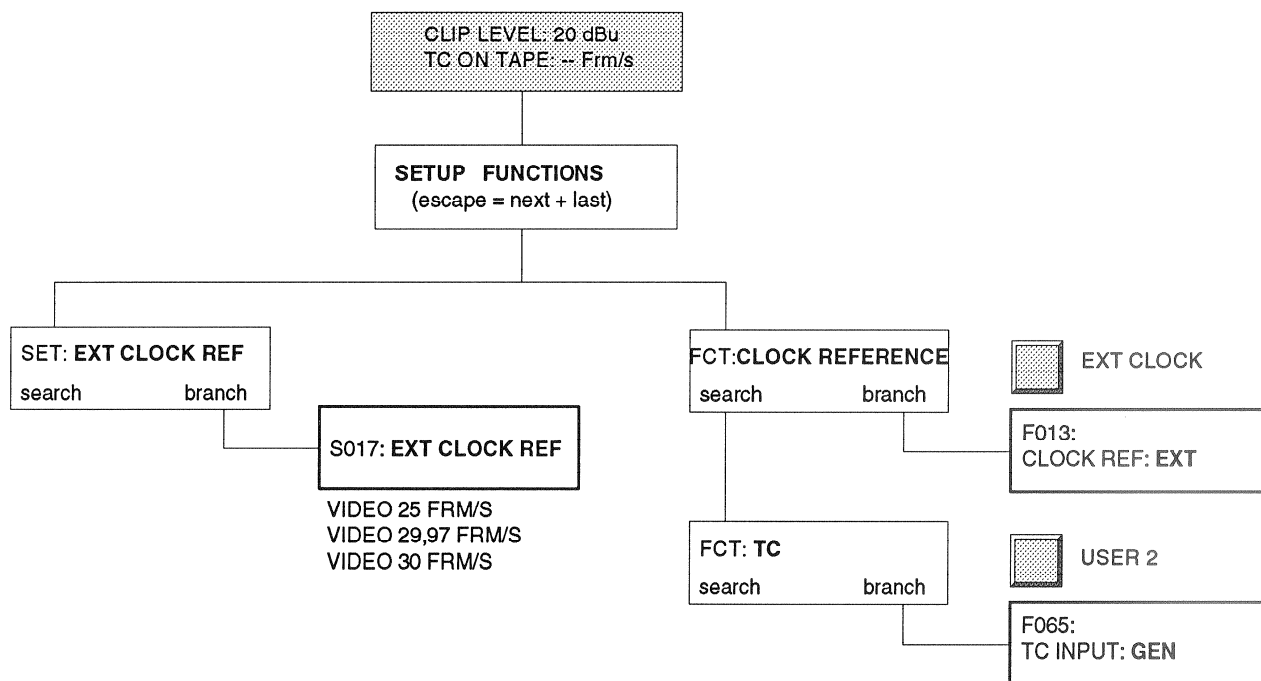 CLIP LEVEL: 20 dBu
TC ON TAPE: -- Frm/s
SETUP FUNCTIONS
(escape = next + last)
SET: EXT CLOCK REF
search branch
S017: EXT CLOCK REF
VIDEO 25 FRM/S
VIDEO 29,97 FRM/S
VIDEO 30 FRM/S
FCT:CLOCK REFERENCE
search branch
EXT CLOCK
F013:
CLOCK REF: EXT
FCT: TC
search branch
USER 2
F065:
TC INPUT: GEN